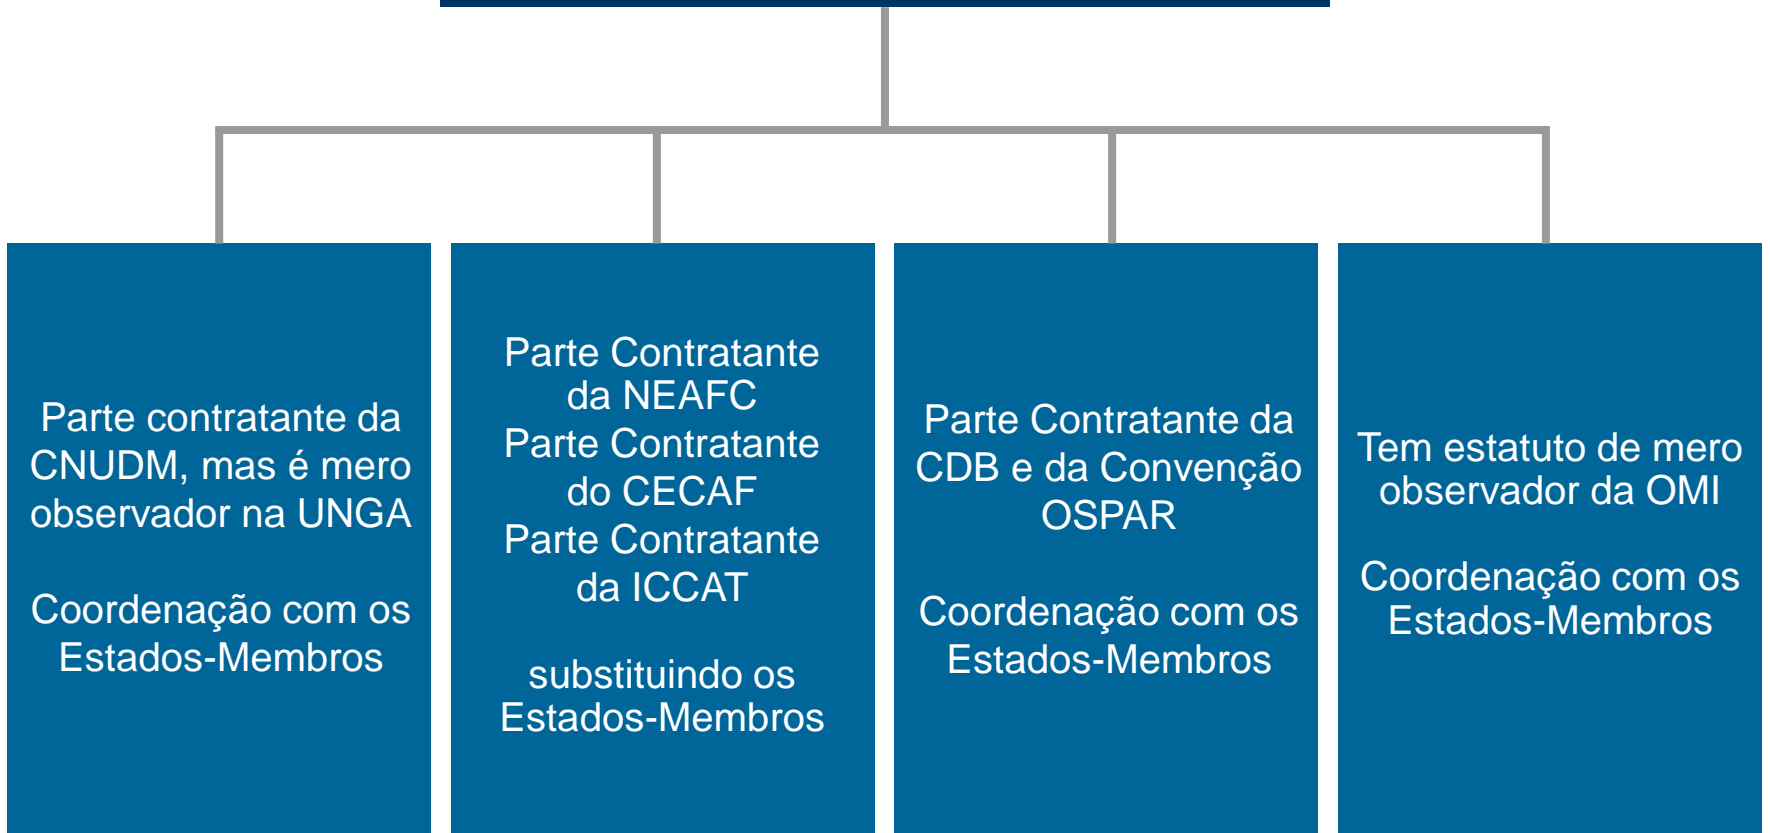 Parte contratante da
CNUDM, mas é mero
observador na UNGA
Coordenação com os
Estados-Membros
Parte Contratante
da NEAFC
Parte Contratante
do CECAF
Parte Contratante
da ICCAT
substituindo os
Estados-Membros
Parte Contratante da
CDB e da Convenção
OSPAR
Coordenação com os
Estados-Membros
Tem estatuto de mero
observador da OMI
Coordenação com os
Estados-Membros